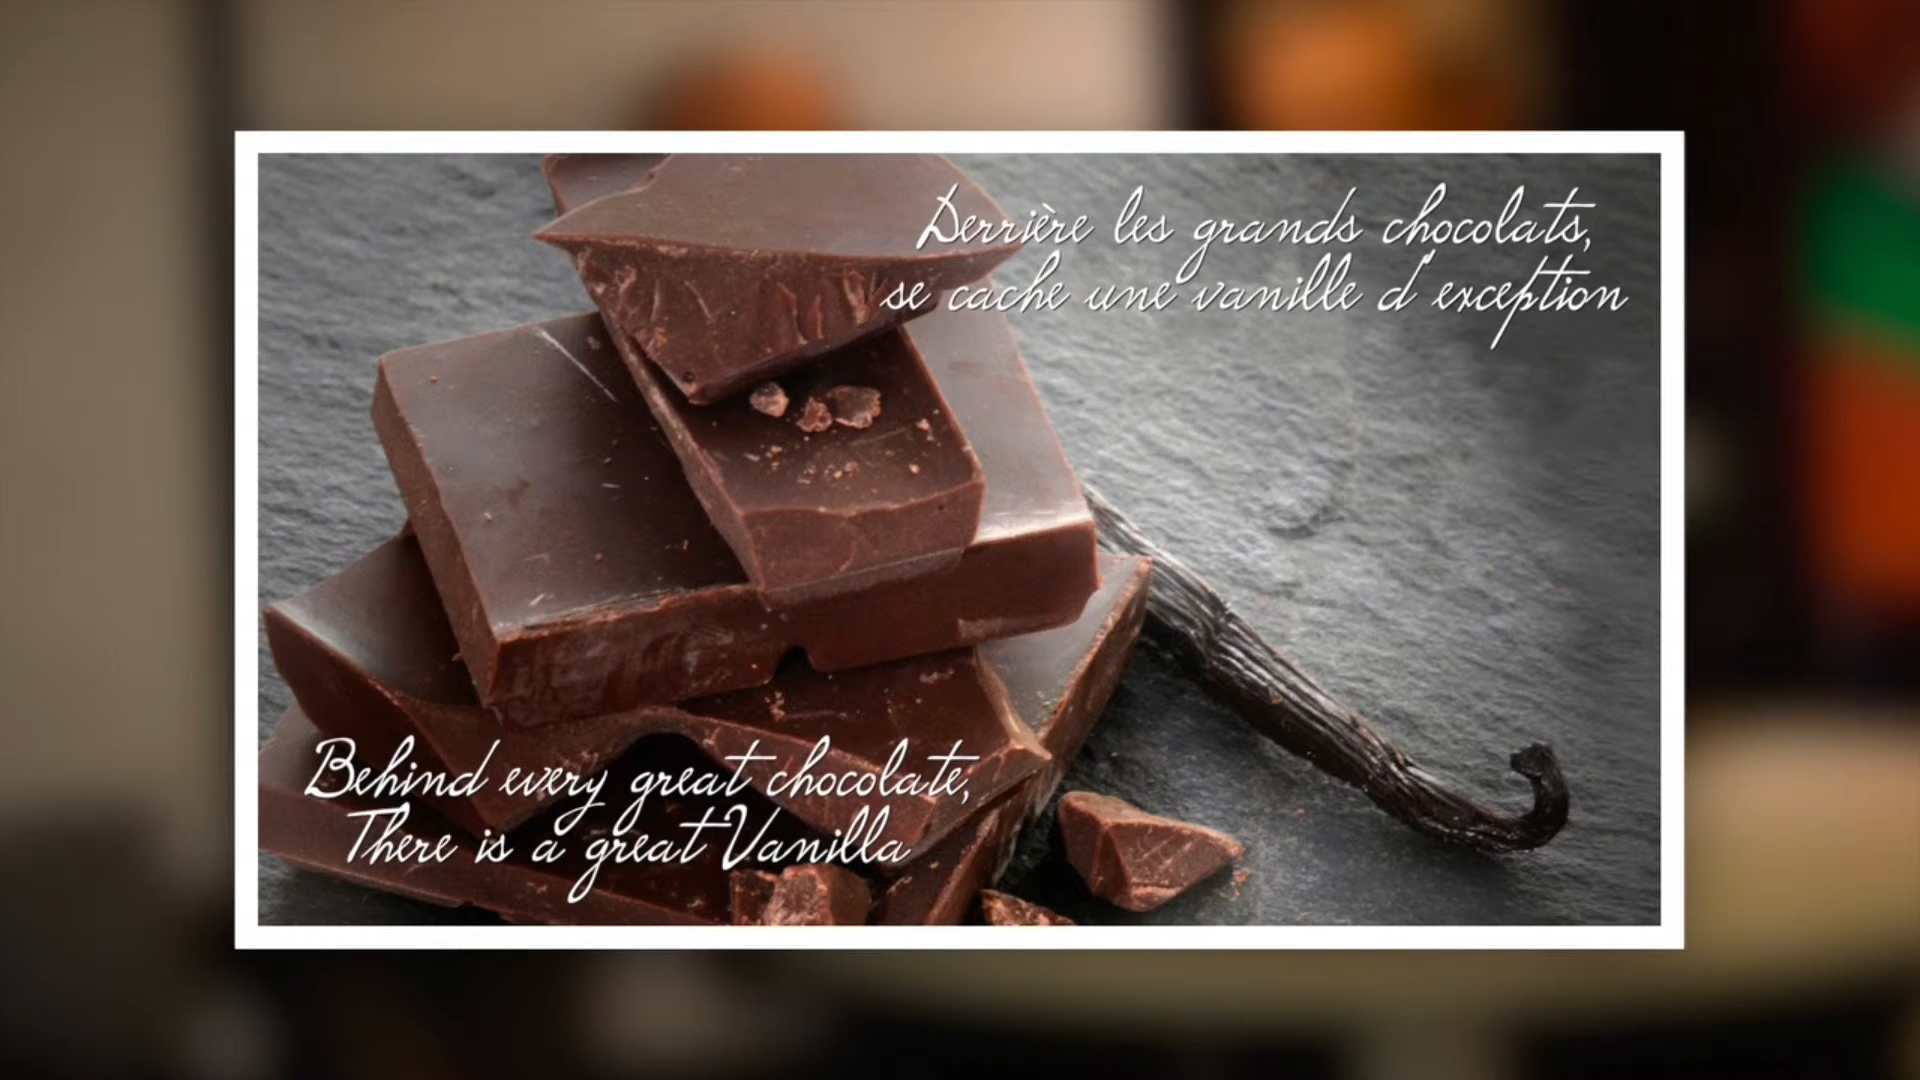 Derrière les grands chocolats,
se cache une vanille d'exception
Behind every great chocolate,
There is a great Vanilla